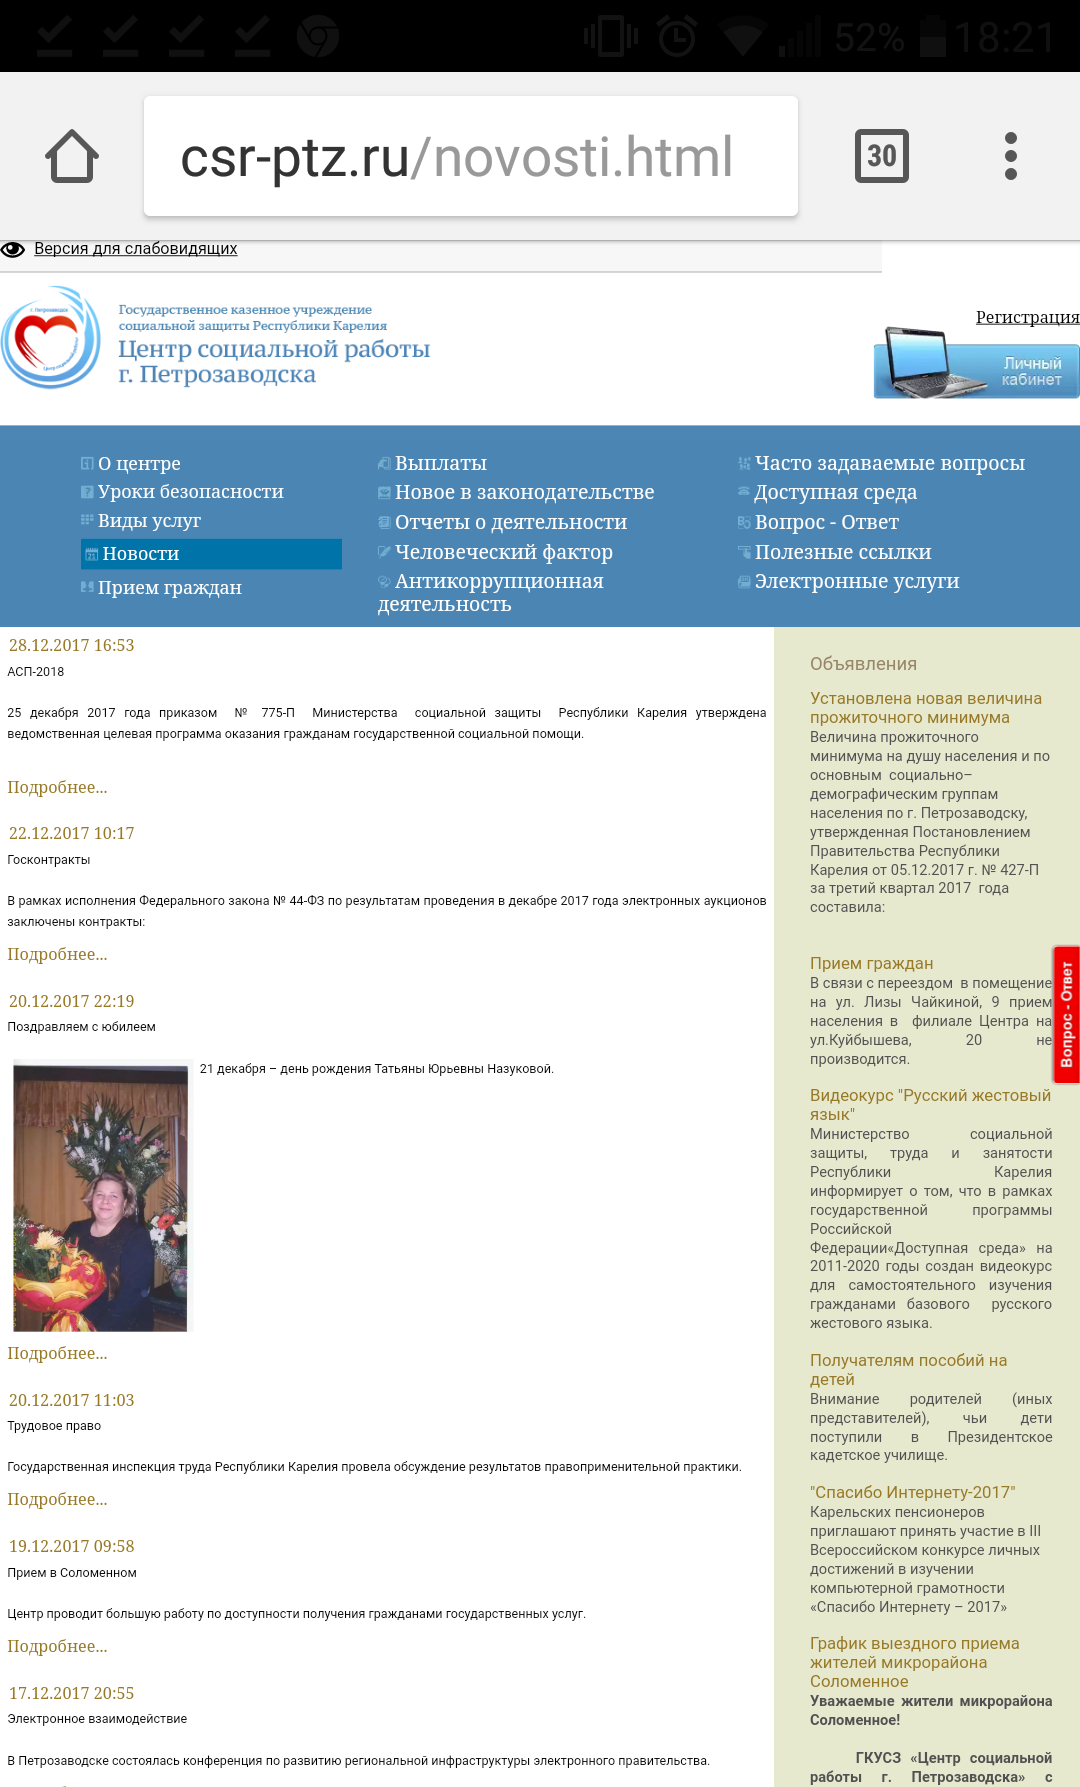 52% 18:21
csr-ptz.ru/novosti.html
30
Версия для слабовидящих
Государственное казенное учреждение
социальной защиты Республики Карелия
Центр социальной работы
г. Петрозаводска
Регистрация
Личный
кабинет
О центре
Уроки безопасности
Виды услуг
Новости
Прием граждан
Выплаты
Новое в законодательстве
Отчеты о деятельности
Человеческий фактор
Антикоррупционная
деятельность
Часто задаваемые вопросы
Доступная среда
Вопрос - Ответ
Полезные ссылки
Электронные услуги
28.12.2017 16:53
АСП-2018
25 декабря 2017 года приказом № 775-П Министерства социальной защиты Республики Карелия утверждена
ведомственная целевая программа оказания гражданам государственной социальной помощи.
Подробнее...
22.12.2017 10:17
Госконтракты
В рамках исполнения Федерального закона № 44-ФЗ по результатам проведения в декабре 2017 года электронных аукционов
заключены контракты:
Подробнее...
20.12.2017 22:19
Поздравляем с юбилеем
21 декабря – день рождения Татьяны Юрьевны Назуковой.
Подробнее...
20.12.2017 11:03
Трудовое право
Государственная инспекция труда Республики Карелия провела обсуждение результатов правоприменительной практики.
Подробнее...
19.12.2017 09:58
Прием в Соломенном
Центр проводит большую работу по доступности получения гражданами государственных услуг.
Подробнее...
17.12.2017 20:55
Электронное взаимодействие
В Петрозаводске состоялась конференция по развитию региональной инфраструктуры электронного правительства.
Объявления
Установлена новая величина
прожиточного минимума
Величина прожиточного
минимума на душу населения и по
основным социально–
демографическим группам
населения по г. Петрозаводску,
утвержденная Постановлением
Правительства Республики
Карелия от 05.12.2017 г. № 427-П
за третий квартал 2017 года
составила:
Прием граждан
В связи с переездом в помещение
на ул. Лизы Чайкиной, 9 прием
населения в филиале Центра на
ул.Куйбышева, 20 не
производится.
Вопрос - Ответ
Видеокурс "Русский жестовый
язык"
Министерство социальной
защиты, труда и занятости
Республики Карелия
информирует о том, что в рамках
государственной программы
Российской
Федерации«Доступная среда» на
2011-2020 годы создан видеокурс
для самостоятельного изучения
гражданами базового русского
жестового языка.
Получателям пособий на
детей
Внимание родителей (иных
представителей), чьи дети
поступили в Президентское
кадетское училище.
"Спасибо Интернету-2017"
Карельских пенсионеров
приглашают принять участие в III
Всероссийском конкурсе личных
достижений в изучении
компьютерной грамотности
«Спасибо Интернету – 2017»
График выездного приема
жителей микрорайона
Соломенное
Уважаемые жители микрорайона
Соломенное!
ГКУСЗ «Центр социальной
работы г. Петрозаводска» с